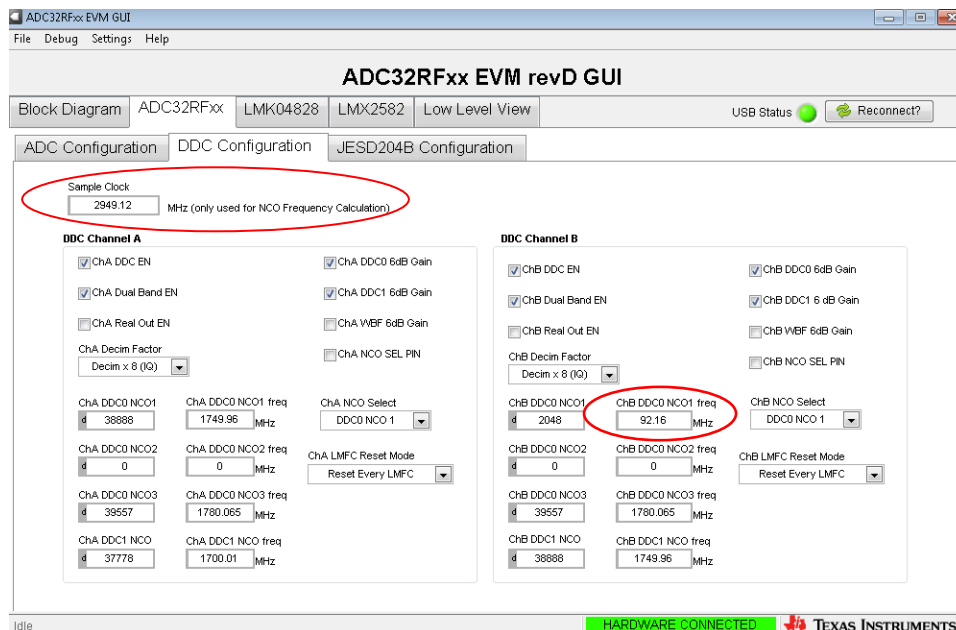 ADC32RFxx EVM GUI
File Debug Settings Help
ADC32RFxx EVM revD GUI
Block Diagram ADC32RFxx LMK04828 LMX2582 Low Level View USB Status Reconnect?
ADC Configuration DDC Configuration JESD204B Configuration
Sample Clock
2949.12 MHz (only used for NCO Frequency Calculation)
DDC Channel A
ChA DDC EN ChA DDC0 6dB Gain
ChA Dual Band EN ChA DDC1 6dB Gain
ChA Real Out EN ChA WBF 6dB Gain
ChA Decim Factor ChA NCO SEL PIN
Decim x 8 (IQ)
ChA DDC0 NCO1 ChA DDC0 NCO1 freq ChA NCO Select
d 38888 1749.96 MHz DDC0 NCO 1
ChA DDC0 NCO2 ChA DDC0 NCO2 freq ChA LMFC Reset Mode
d 0 0 MHz Reset Every LMFC
ChA DDC0 NCO3 ChA DDC0 NCO3 freq
d 39557 1780.065 MHz
ChA DDC1 NCO ChA DDC1 NCO freq
d 37778 1700.01 MHz
DDC Channel B
ChB DDC EN ChB DDC0 6dB Gain
ChB Dual Band EN ChB DDC1 6 dB Gain
ChB Real Out EN ChB WBF 6dB Gain
ChB Decim Factor ChB NCO SEL PIN
Decim x 8 (IQ)
ChB DDC0 NCO1 ChB DDC0 NCO1 freq ChB NCO Select
d 2048 92.16 MHz DDC0 NCO 1
ChB DDC0 NCO2 ChB DDC0 NCO2 freq ChB LMFC Reset Mode
d 0 0 MHz Reset Every LMFC
ChB DDC0 NCO3 ChB DDC0 NCO3 freq
d 39557 1780.065 MHz
ChB DDC1 NCO ChB DDC1 NCO freq
d 38888 1749.96 MHz
Idle HARDWARE CONNECTED TEXAS INSTRUMENTS